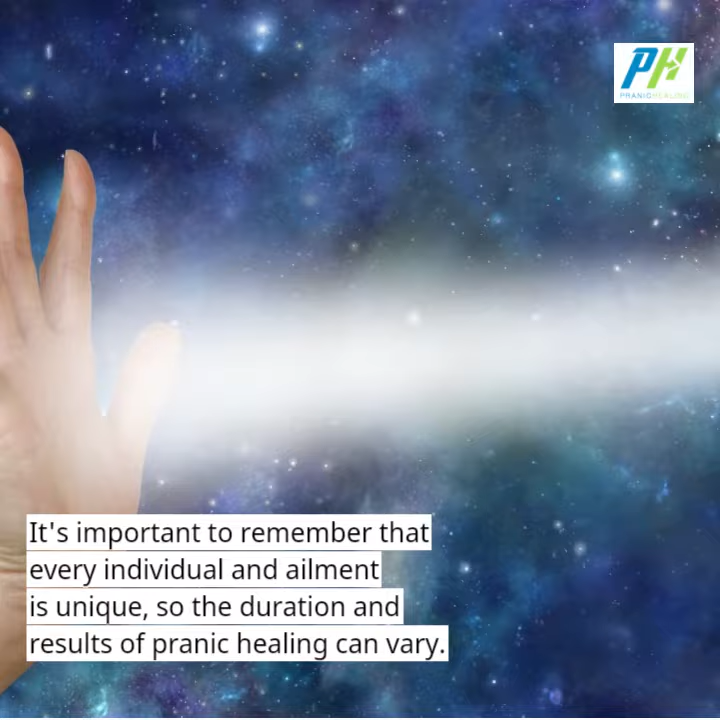 PH
PRANIC HEALING
It's important to remember that
every individual and ailment
is unique, so the duration and
results of pranic healing can vary.